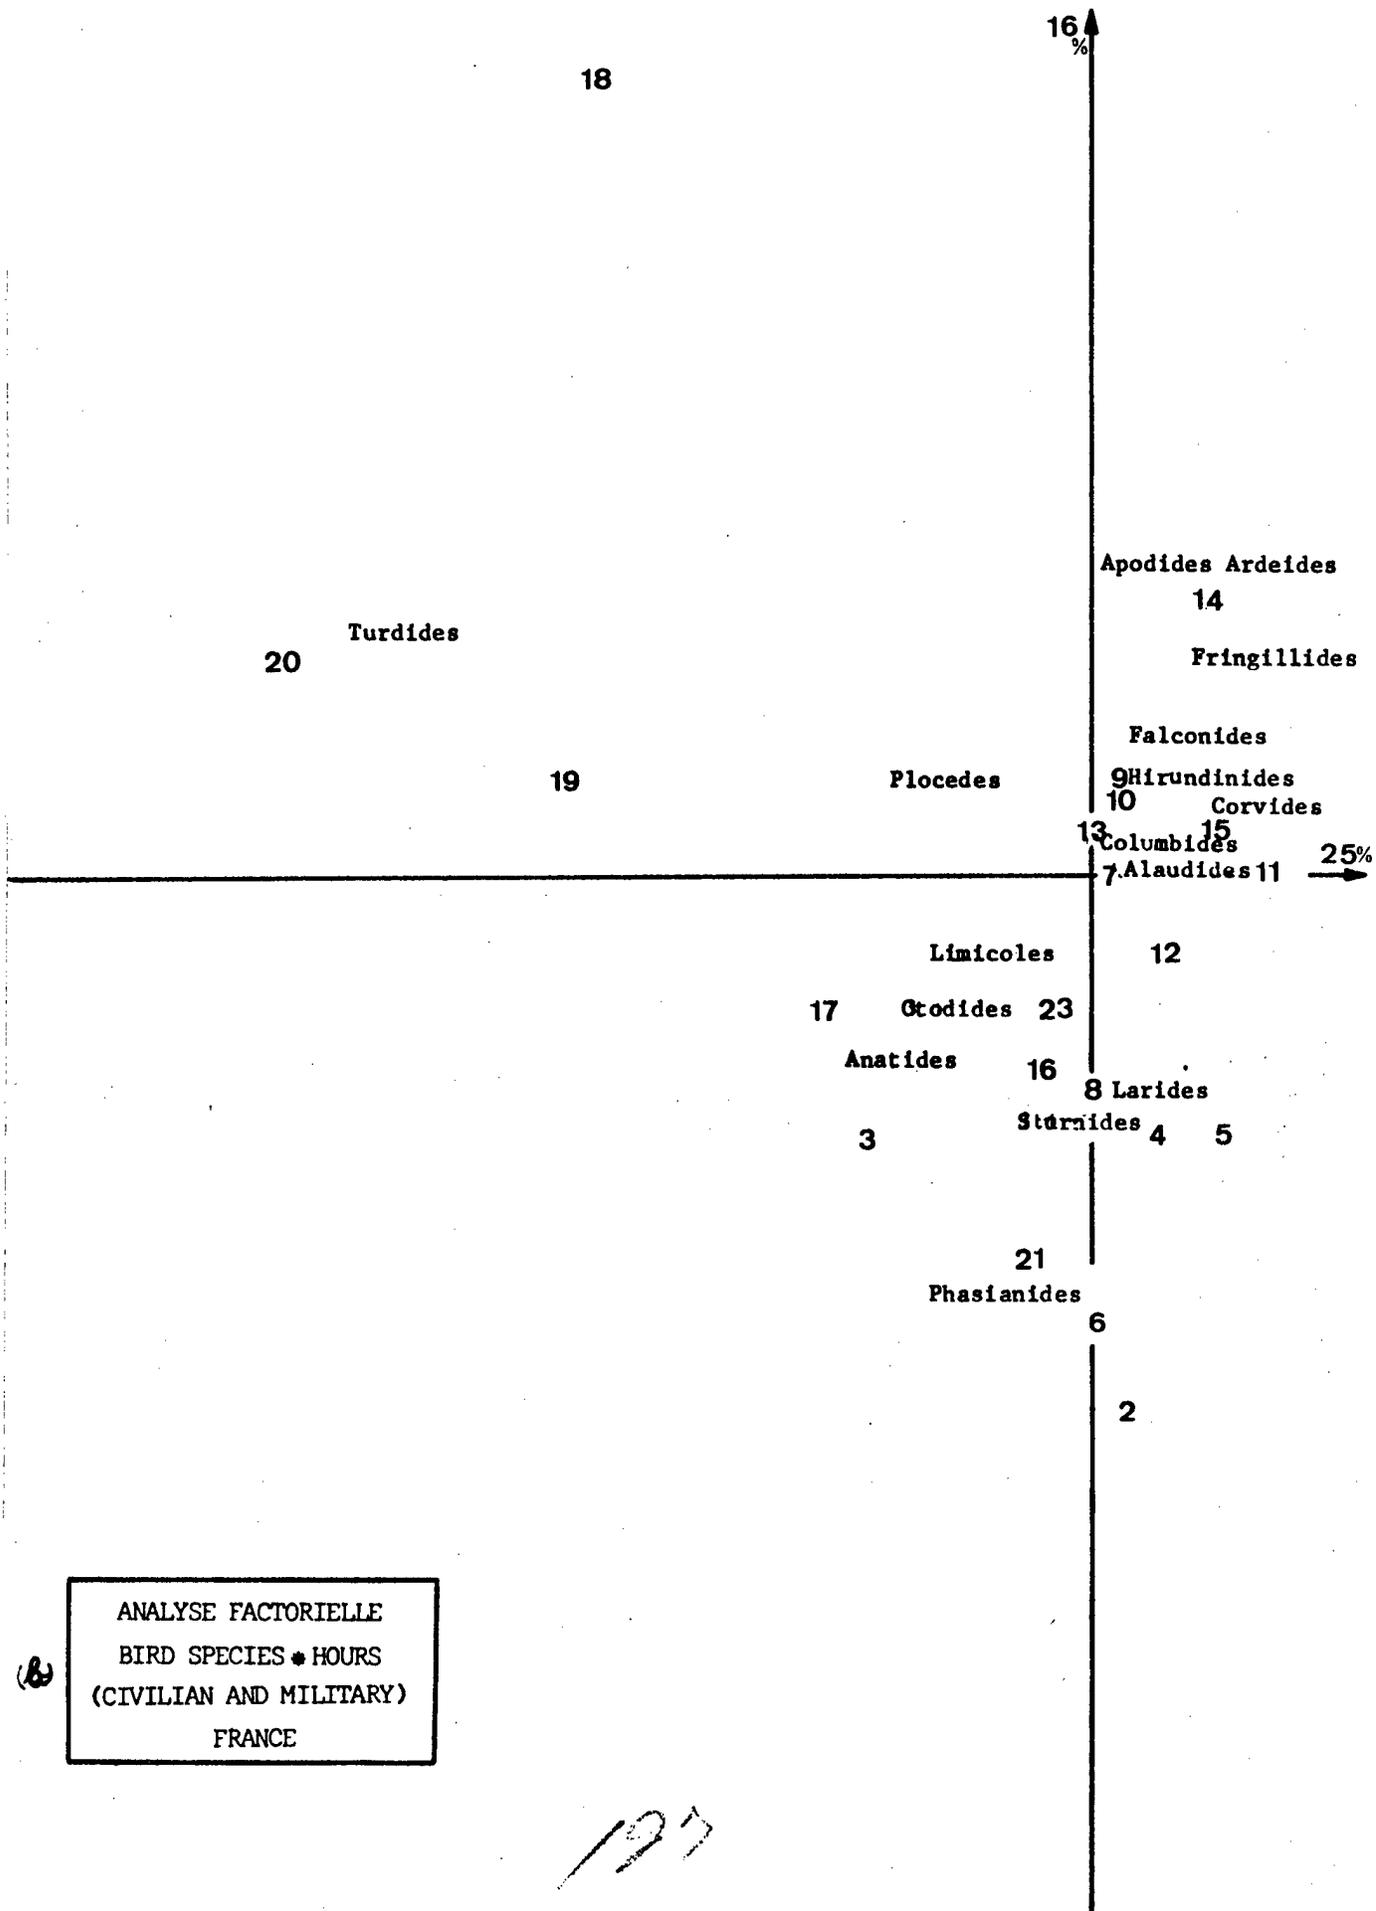 16
%
18
Apodides Ardeides
14
Turdides
20
Fringillides
Falconides
19
Plocedes
9 Hirundinides
10
Corvides
13
15
Columbides
25%
7. Alaudides 11
Limicoles
12
17
Otodides
23
Anatides
16
8 Larides
Sturnides
4
5
3
21
Phasianides
6
2
(b)
ANALYSE FACTORIELLE
BIRD SPECIES * HOURS
(CIVILIAN AND MILITARY)
FRANCE